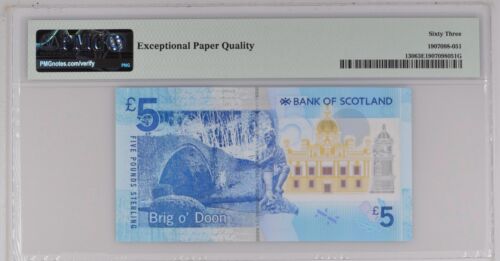 Exceptional Paper Quality
Sixty Three
1907098-051
13063E1907098051G
PMGnotes.com/verify
PMG
£5
BANK OF SCOTLAND
FIVE POUNDS STERLING
Brig o' Doon
£5